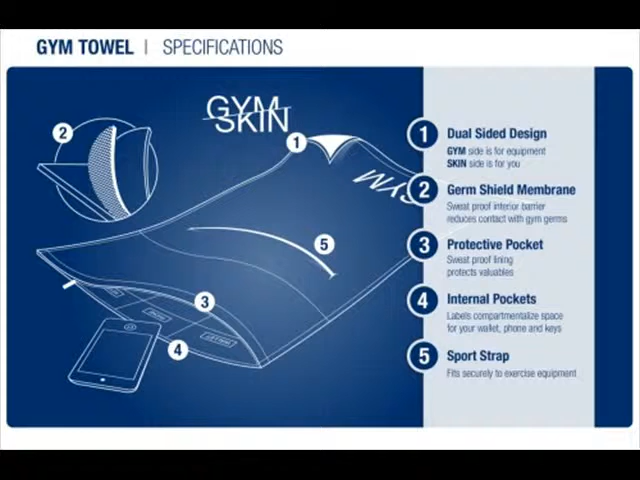 GYM TOWEL | SPECIFICATIONS
GYM
SKIN
2
1
GYM
5
3
4
1 Dual Sided Design
GYM side is for equipment
SKIN side is for you
2 Germ Shield Membrane
Sweat proof interior barrier
reduces contact with gym germs
3 Protective Pocket
Sweat proof lining
protects valuables
4 Internal Pockets
Labels compartmentalize space
for your wallet, phone and keys
5 Sport Strap
Fits securely to exercise equipment